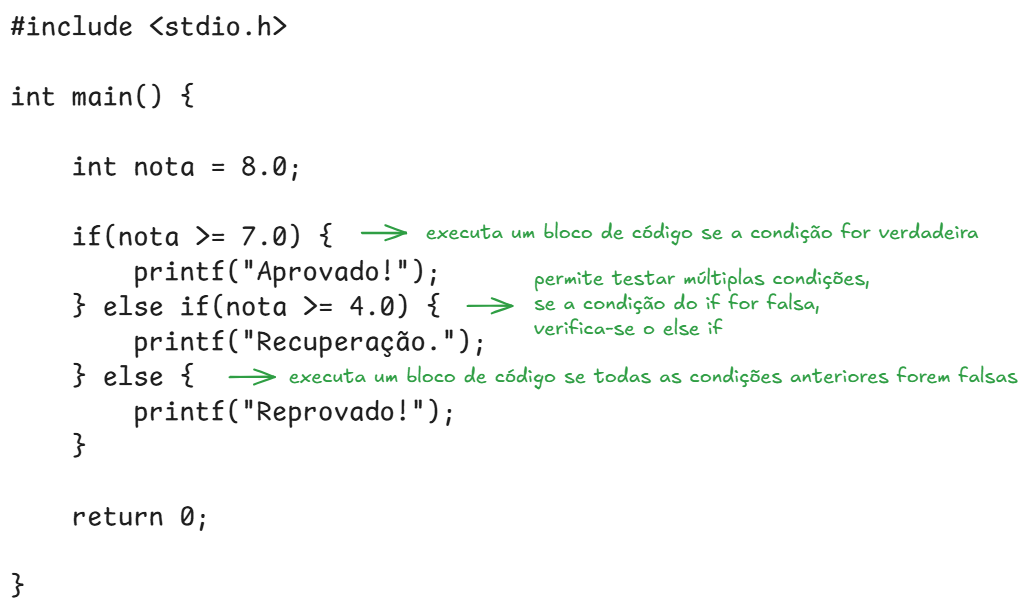 #include <stdio.h>
int main() {
int nota = 8.0;
if(nota >= 7.0) { → executa um bloco de código se a condição for verdadeira
printf("Aprovado!");
} else if(nota >= 4.0) { → permite testar múltiplas condições,
se a condição do if for falsa,
verifica-se o else if
printf("Recuperação.");
} else { → executa um bloco de código se todas as condições anteriores forem falsas
printf("Reprovado!");
}
return 0;
}